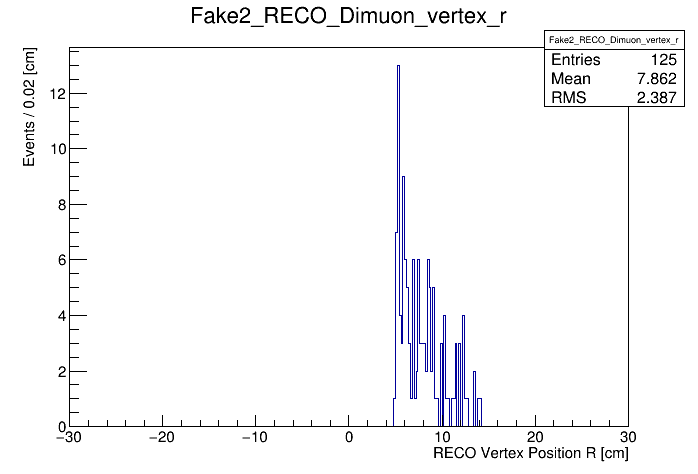 Fake2_RECO_Dimuon_vertex_r
Fake2_RECO_Dimuon_vertex_r
Entries 125
Mean 7.862
RMS 2.387
Events / 0.02 [cm]
12
10
8
6
4
2
0
−30 −20 −10 0 10 20 30
RECO Vertex Position R [cm]